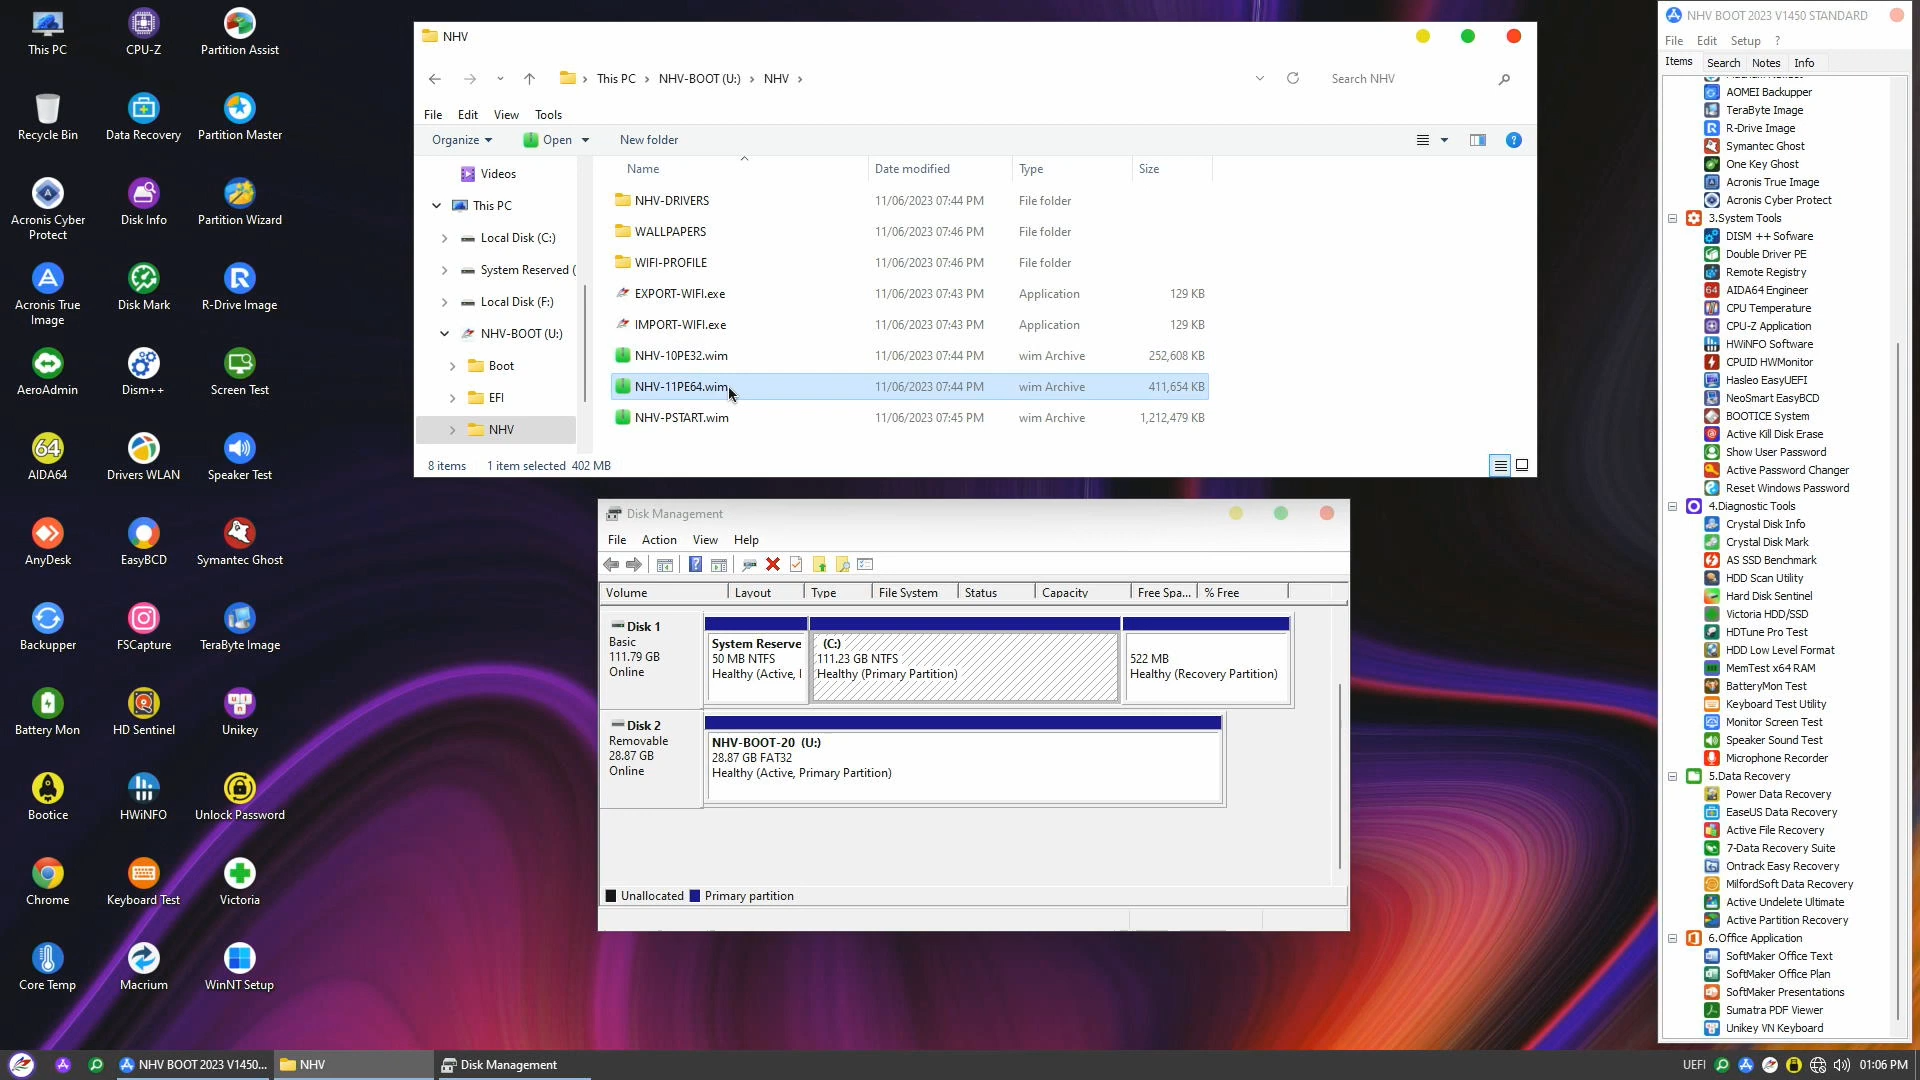 This PC
CPU-Z
Partition Assist
Recycle Bin
Data Recovery
Partition Master
Acronis Cyber
Protect
Disk Info
Partition Wizard
Acronis True
Image
Disk Mark
R-Drive Image
AeroAdmin
Dism++
Screen Test
64
AIDA64
Drivers WLAN
Speaker Test
AnyDesk
EasyBCD
Symantec Ghost
Backupper
FSCapture
TeraByte Image
Battery Mon
HD Sentinel
Unikey
Bootice
HWiNFO
Unlock Password
Chrome
Keyboard Test
Victoria
Core Temp
Macrium
WinNT Setup
NHV
This PC > NHV-BOOT (U:) > NHV >
Search NHV
File Edit View Tools
Organize Open New folder
Videos
This PC
Local Disk (C:)
System Reserved (
Local Disk (F:)
NHV-BOOT (U:)
Boot
EFI
NHV
Name Date modified Type Size
NHV-DRIVERS 11/06/2023 07:44 PM File folder
WALLPAPERS 11/06/2023 07:46 PM File folder
WIFI-PROFILE 11/06/2023 07:46 PM File folder
EXPORT-WIFI.exe 11/06/2023 07:43 PM Application 129 KB
IMPORT-WIFI.exe 11/06/2023 07:43 PM Application 129 KB
NHV-10PE32.wim 11/06/2023 07:44 PM wim Archive 252,608 KB
NHV-11PE64.wim 11/06/2023 07:44 PM wim Archive 411,654 KB
NHV-PSTART.wim 11/06/2023 07:45 PM wim Archive 1,212,479 KB
8 items 1 item selected 402 MB
Disk Management
File Action View Help
Volume Layout Type File System Status Capacity Free Spa... % Free
Disk 1
Basic
111.79 GB
Online
System Reserve
50 MB NTFS
Healthy (Active, I
(C:)
111.23 GB NTFS
Healthy (Primary Partition)
522 MB
Healthy (Recovery Partition)
Disk 2
Removable
28.87 GB
Online
NHV-BOOT-20 (U:)
28.87 GB FAT32
Healthy (Active, Primary Partition)
Unallocated Primary partition
NHV BOOT 2023 V1450 STANDARD
File Edit Setup ?
Items Search Notes Info
AOMEI Backupper
TeraByte Image
R-Drive Image
Symantec Ghost
One Key Ghost
Acronis True Image
Acronis Cyber Protect
3.System Tools
DISM ++ Sofware
Double Driver PE
Remote Registry
AIDA64 Engineer
CPU Temperature
CPU-Z Application
HWiNFO Software
CPUID HWMonitor
Hasleo EasyUEFI
NeoSmart EasyBCD
BOOTICE System
Active Kill Disk Erase
Show User Password
Active Password Changer
Reset Windows Password
4.Diagnostic Tools
Crystal Disk Info
Crystal Disk Mark
AS SSD Benchmark
HDD Scan Utility
Hard Disk Sentinel
Victoria HDD/SSD
HDTune Pro Test
HDD Low Level Format
MemTest x64 RAM
BatteryMon Test
Keyboard Test Utility
Monitor Screen Test
Speaker Sound Test
Microphone Recorder
5.Data Recovery
Power Data Recovery
EaseUS Data Recovery
Active File Recovery
7-Data Recovery Suite
Ontrack Easy Recovery
MilfordSoft Data Recovery
Active Undelete Ultimate
Active Partition Recovery
6.Office Application
SoftMaker Office Text
SoftMaker Office Plan
SoftMaker Presentations
Sumatra PDF Viewer
Unikey VN Keyboard
NHV BOOT 2023 V1450...
NHV
Disk Management
UEFI
01:06 PM